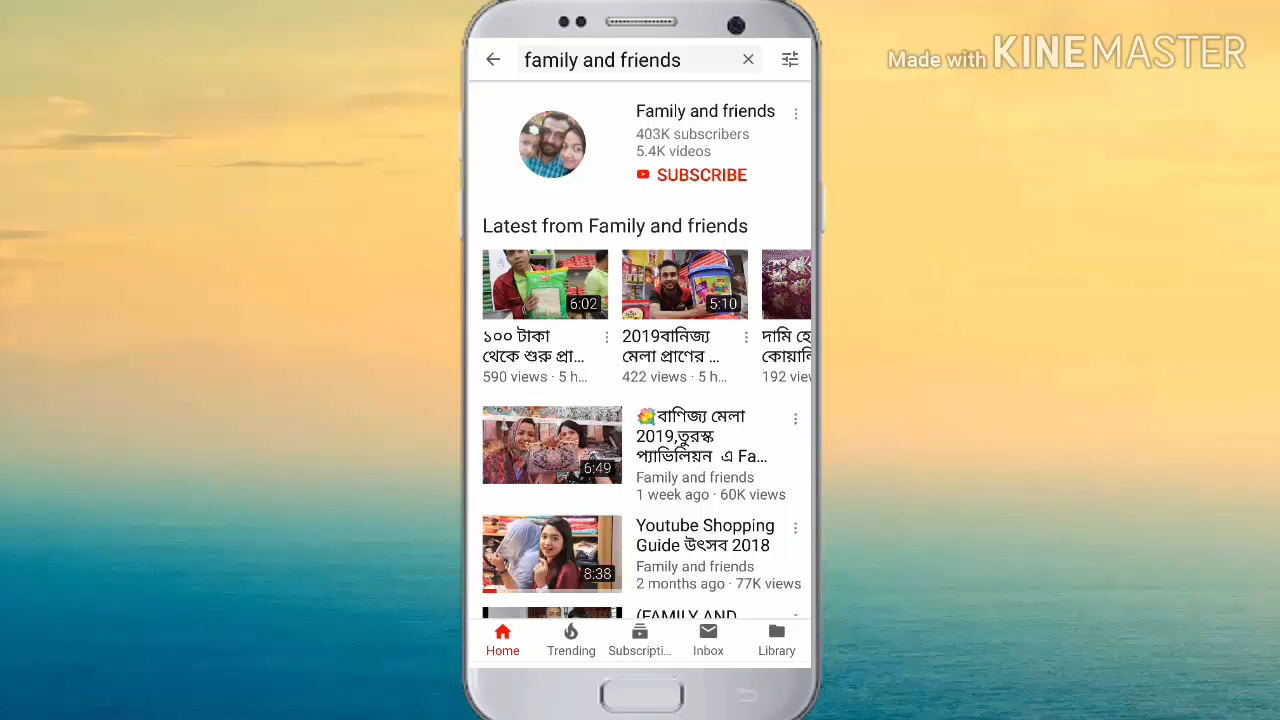 Made with KINEMASTER
family and friends
Family and friends
403K subscribers
5.4K videos
SUBSCRIBE
Latest from Family and friends
6:02
5:10
১০০ টাকা
থেকে শুরু প্রা...
590 views · 5 h...
2019বানিজ্য
মেলা প্রাণের ...
422 views · 5 h...
দামি হে
কোয়ালি
192 vie
6:49
বাণিজ্য মেলা
2019,তুরস্ক
প্যাভিলিয়ন এ Fa...
Family and friends
1 week ago · 60K views
8:38
Youtube Shopping
Guide উৎসব 2018
Family and friends
2 months ago · 77K views
(FAMILY AND
Home
Trending
Subscripti...
Inbox
Library